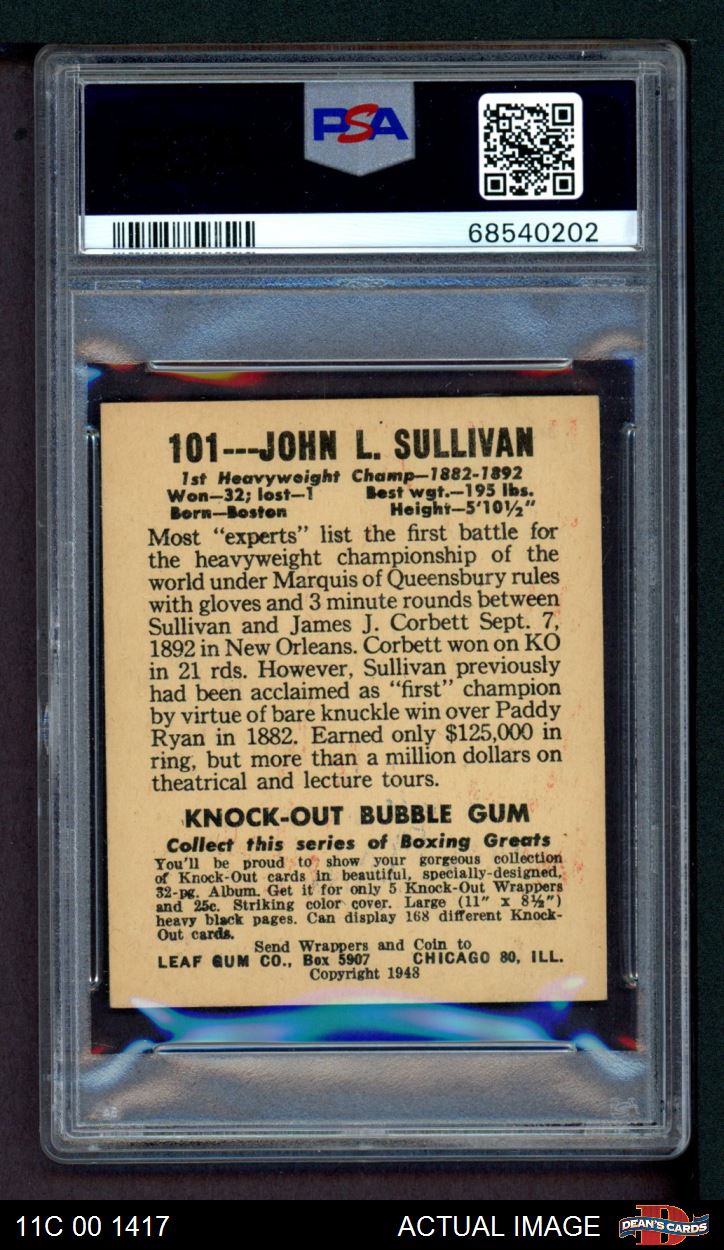 PSA
68540202
101---JOHN L. SULLIVAN
1st Heavyweight Champ—1882-1892
Won—32; lost—1 Best wgt.—195 lbs.
Born—Boston Height—5'10½"
Most "experts" list the first battle for
the heavyweight championship of the
world under Marquis of Queensbury rules
with gloves and 3 minute rounds between
Sullivan and James J. Corbett Sept. 7,
1892 in New Orleans. Corbett won on KO
in 21 rds. However, Sullivan previously
had been acclaimed as "first" champion
by virtue of bare knuckle win over Paddy
Ryan in 1882. Earned only $125,000 in
ring, but more than a million dollars on
theatrical and lecture tours.
KNOCK-OUT BUBBLE GUM
Collect this series of Boxing Greats
You'll be proud to show your gorgeous collection
of Knock-Out cards in beautiful, specially-designed,
32-pg. Album. Get it for only 5 Knock-Out Wrappers
and 25c. Striking color cover. Large (11" x 8½")
heavy black pages. Can display 168 different Knock-
Out cards.
Send Wrappers and Coin to
LEAF GUM CO., Box 5907 CHICAGO 80, ILL.
Copyright 1948
11C 00 1417 ACTUAL IMAGE DEAN'S CARDS